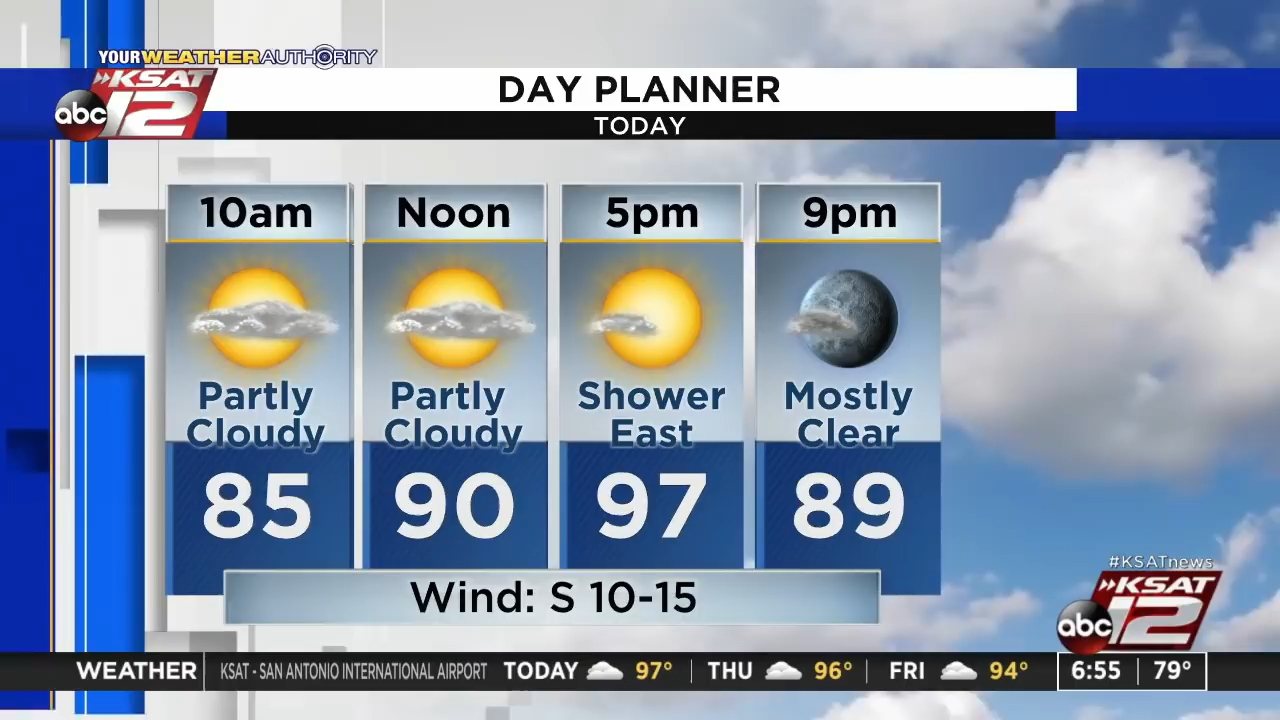 YOUR WEATHER AUTHORITY
KSAT
abc 12
DAY PLANNER
TODAY
10am
Noon
5pm
9pm
Partly
Cloudy
Partly
Cloudy
Shower
East
Mostly
Clear
85
90
97
89
Wind: S 10-15
#KSATnews
KSAT
abc 12
WEATHER KSAT - SAN ANTONIO INTERNATIONAL AIRPORT TODAY 97° THU 96° FRI 94° 6:55 79°